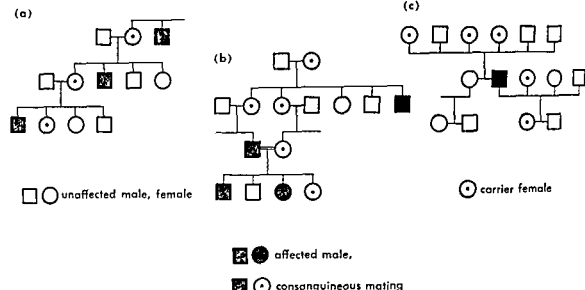 (a)
(b)
(c)
unaffected male, female
carrier female
affected male,
consanguineous mating